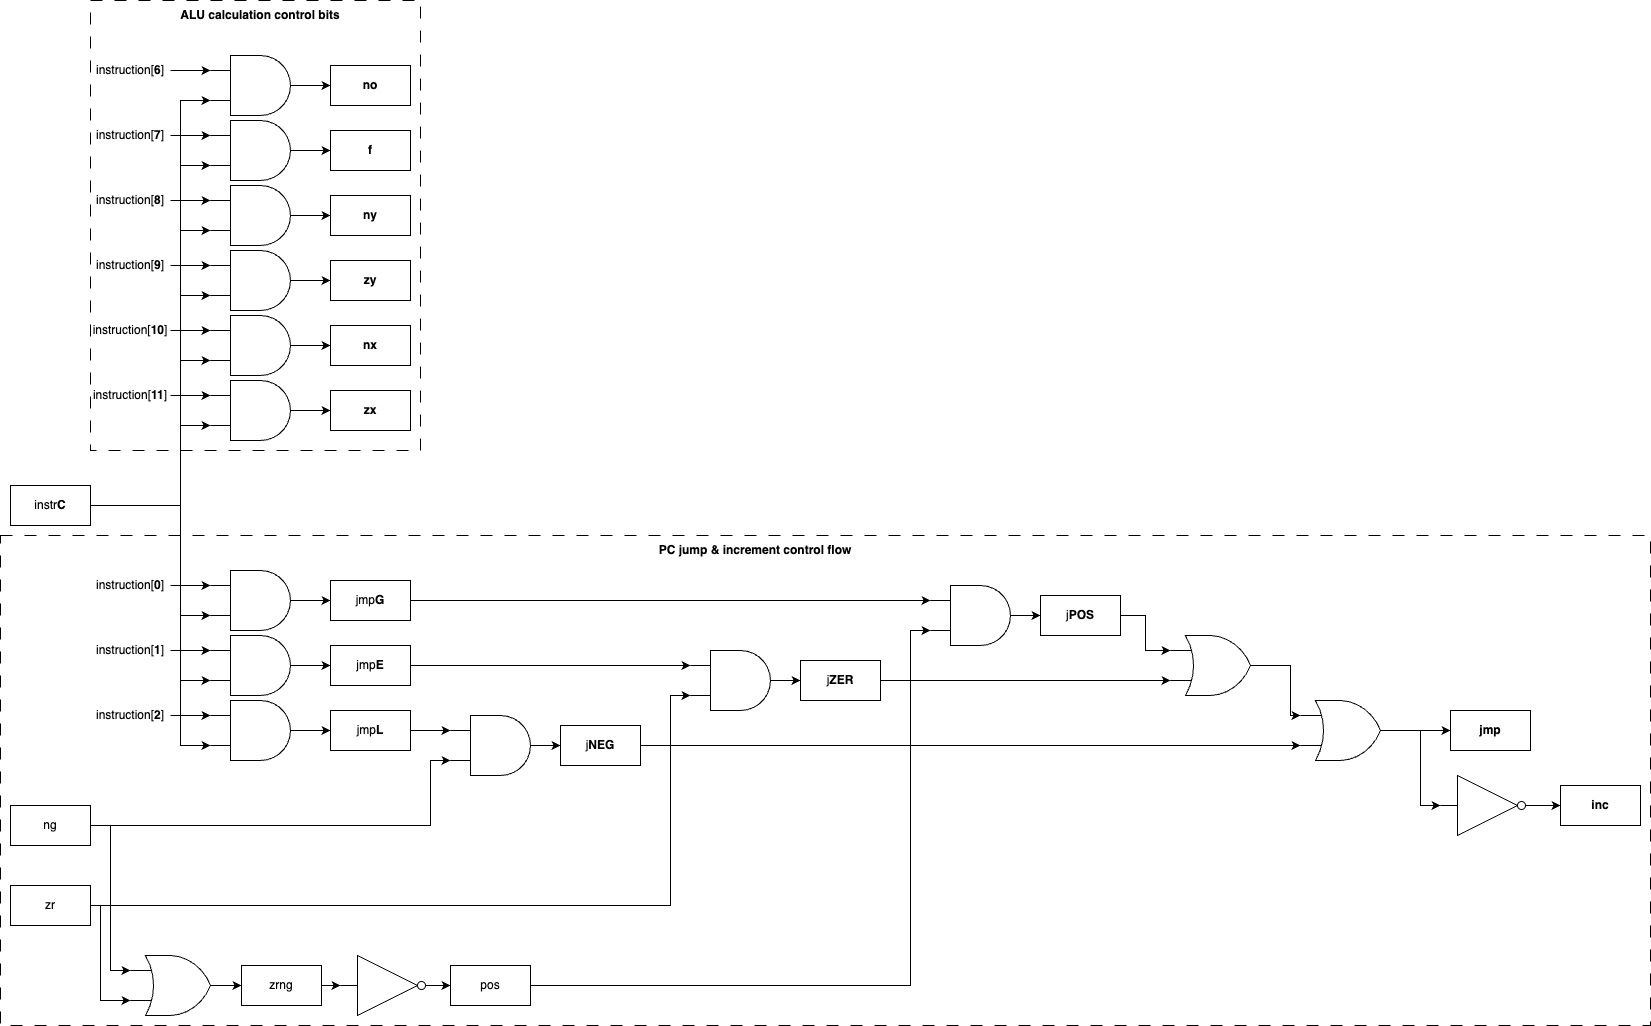 ALU calculation control bits
instruction[6]
no
instruction[7]
f
instruction[8]
ny
instruction[9]
zy
instruction[10]
nx
instruction[11]
zx
instrC
PC jump & increment control flow
instruction[0]
jmpG
jPOS
instruction[1]
jmpE
jZER
instruction[2]
jmpL
jNEG
jmp
inc
ng
zr
zrng
pos